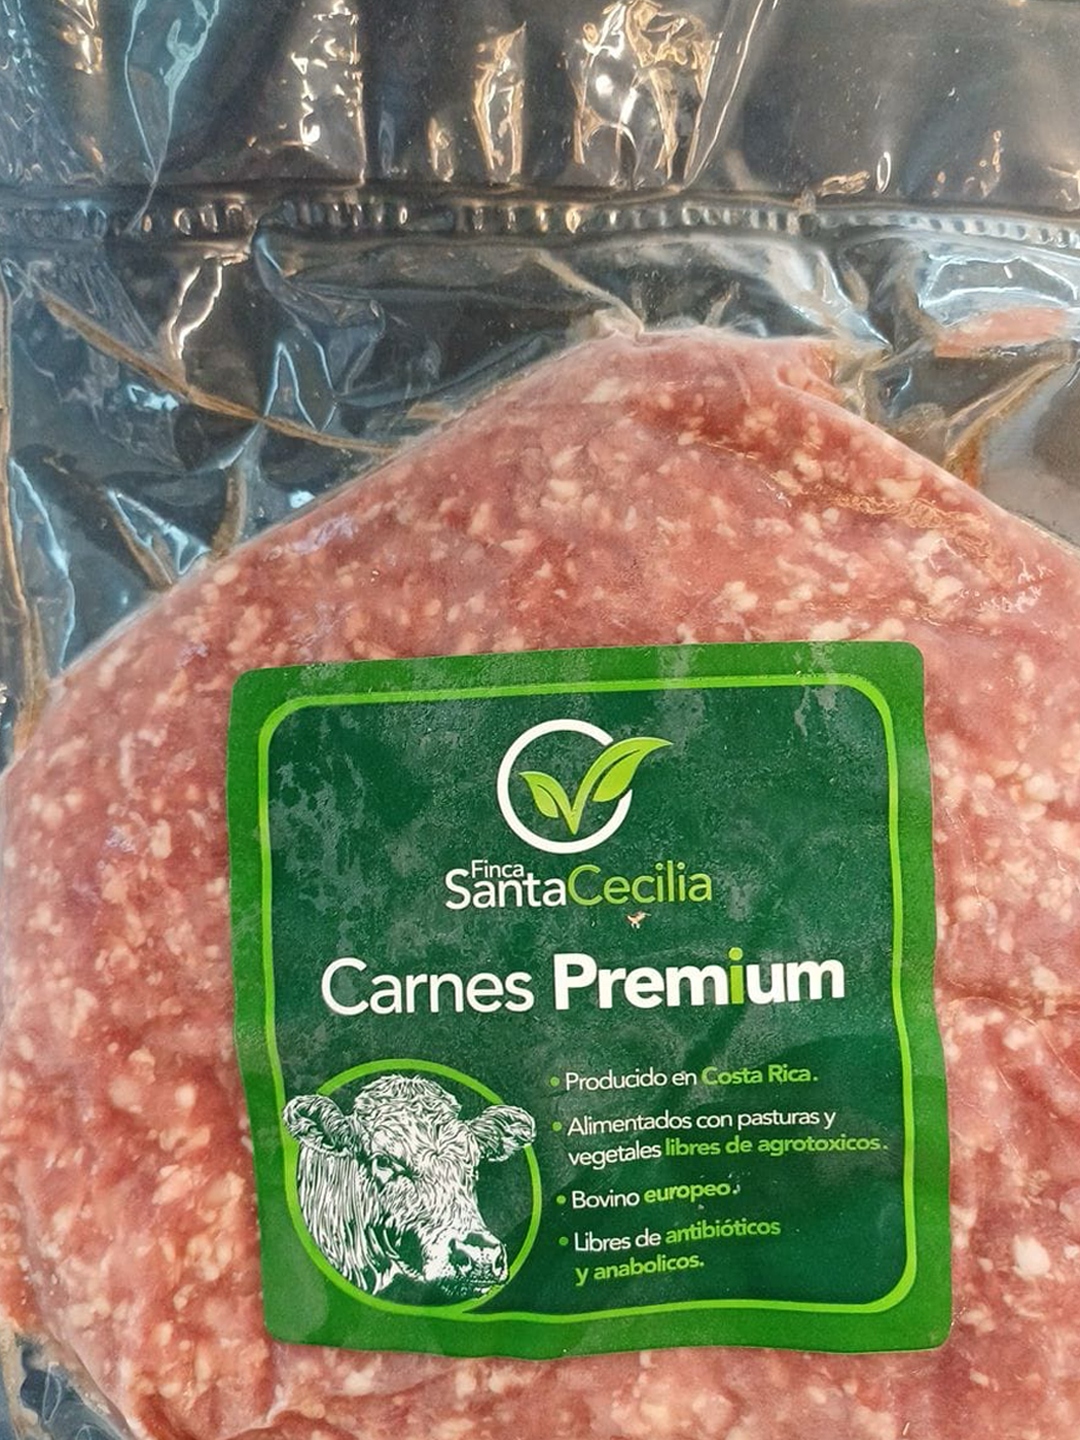 Finca
SantaCecilia
Carnes Premium
• Producido en Costa Rica.
• Alimentados con pasturas y
vegetales libres de agrotoxicos.
• Bovino europeo.
• Libres de antibióticos
y anabolicos.